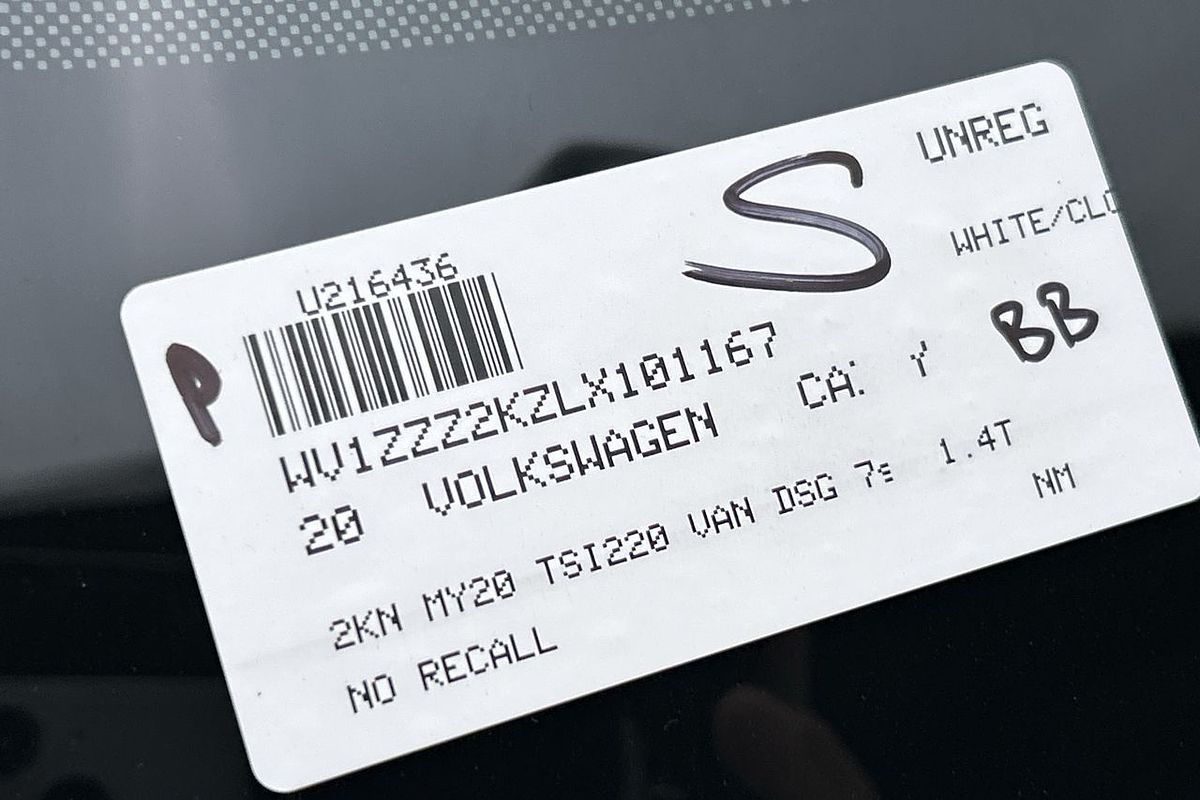 UNREG
S
WHITE/CLO
U216436
BB
P
WV1ZZZ2KZLX101167
20 VOLKSWAGEN CA: Y
2KN MY20 TSI220 VAN DSG 7s 1.4T
NO RECALL NM